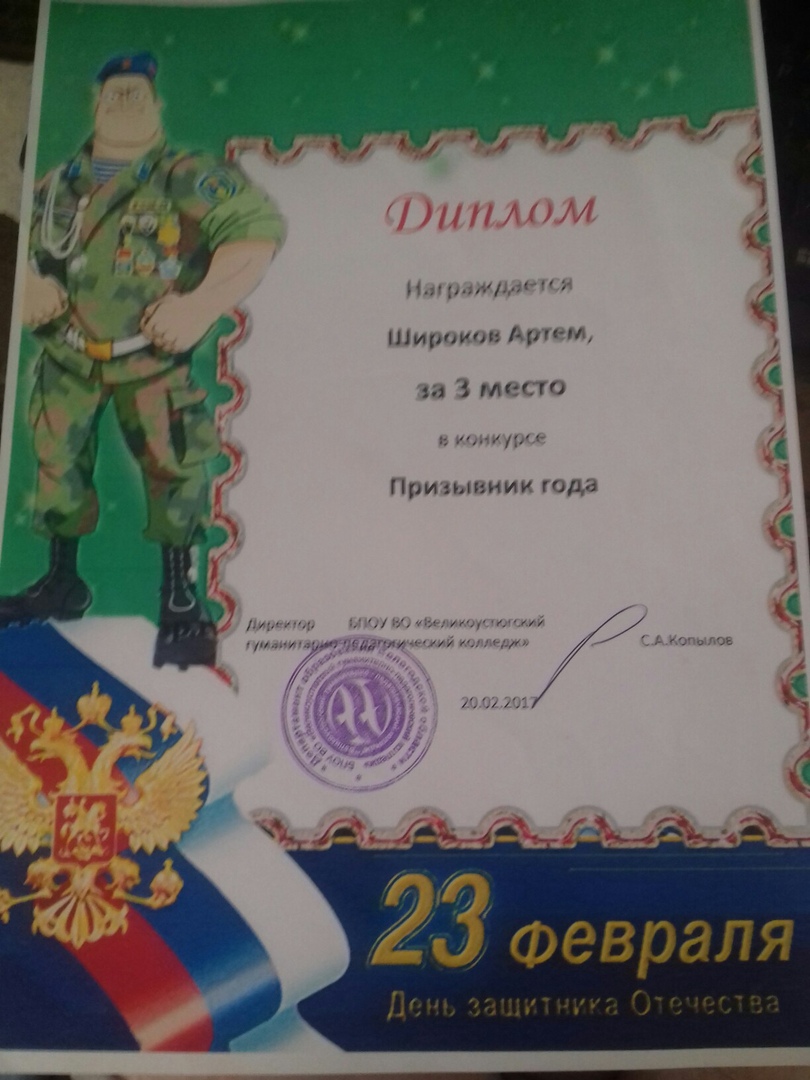 Диплом
Награждается
Широков Артем,
за 3 место
в конкурсе
Призывник года
Директор БПОУ ВО «Великоустюгский
гуманитарно-педагогический колледж» С.А.Копылов
20.02.2017
23 февраля
День защитника Отечества